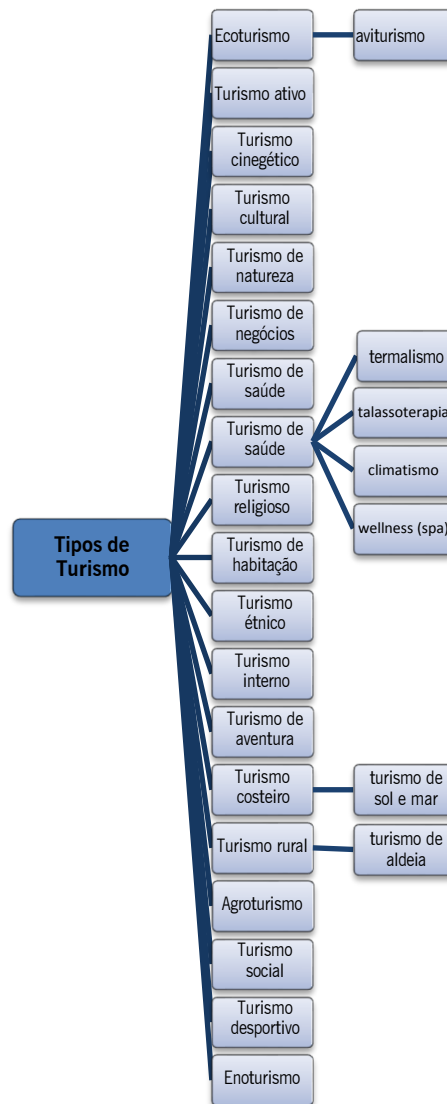 Ecoturismo
aviturismo
Turismo ativo
Turismo
cinegético
Turismo
cultural
Turismo de
natureza
Turismo de
negócios
Turismo de
saúde
Turismo de
saúde
termalismo
talassoterapia
climatismo
wellness (spa)
Turismo
religioso
Tipos de
Turismo
Turismo de
habitação
Turismo
étnico
Turismo
interno
Turismo de
aventura
Turismo
costeiro
turismo de
sol e mar
Turismo rural
turismo de
aldeia
Agroturismo
Turismo
social
Turismo
desportivo
Enoturismo